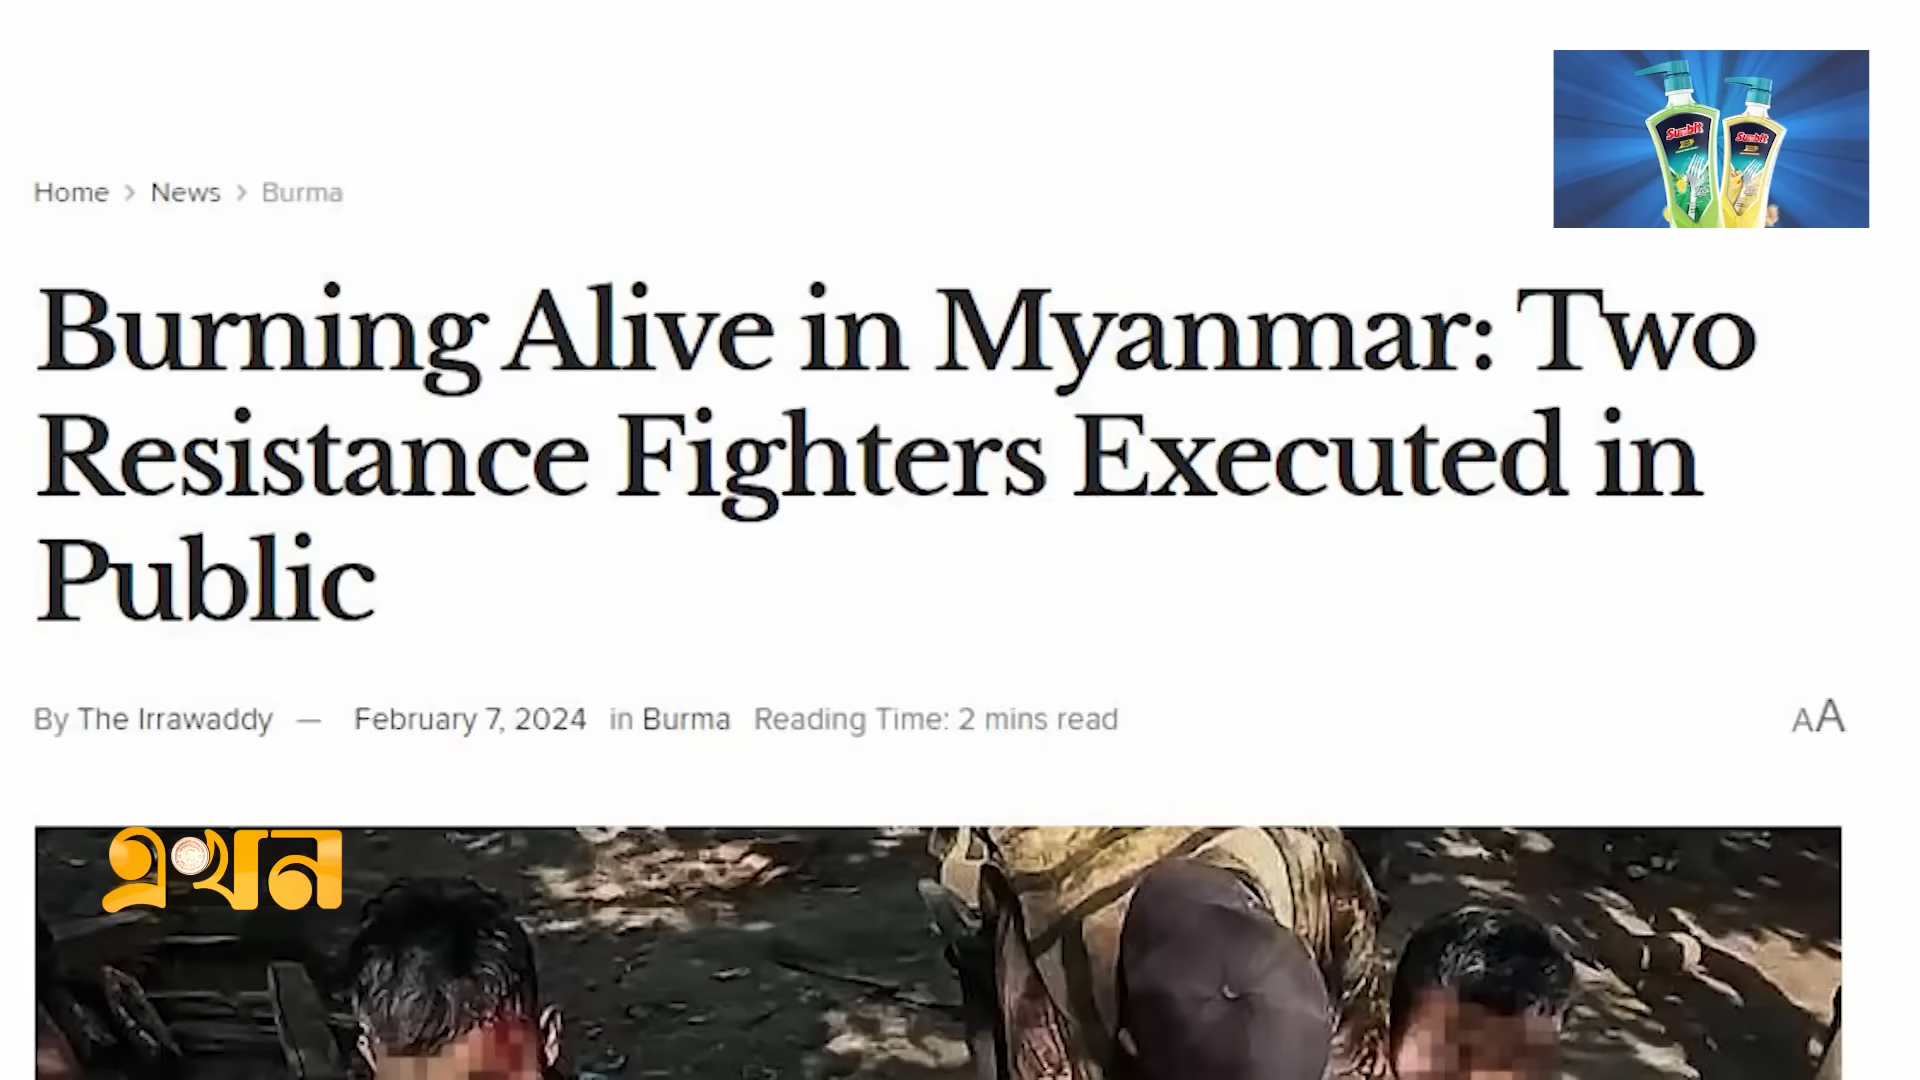 Home > News > Burma
Burning Alive in Myanmar: Two
Resistance Fighters Executed in
Public
By The Irrawaddy — February 7, 2024 in Burma Reading Time: 2 mins read
AA
এখন